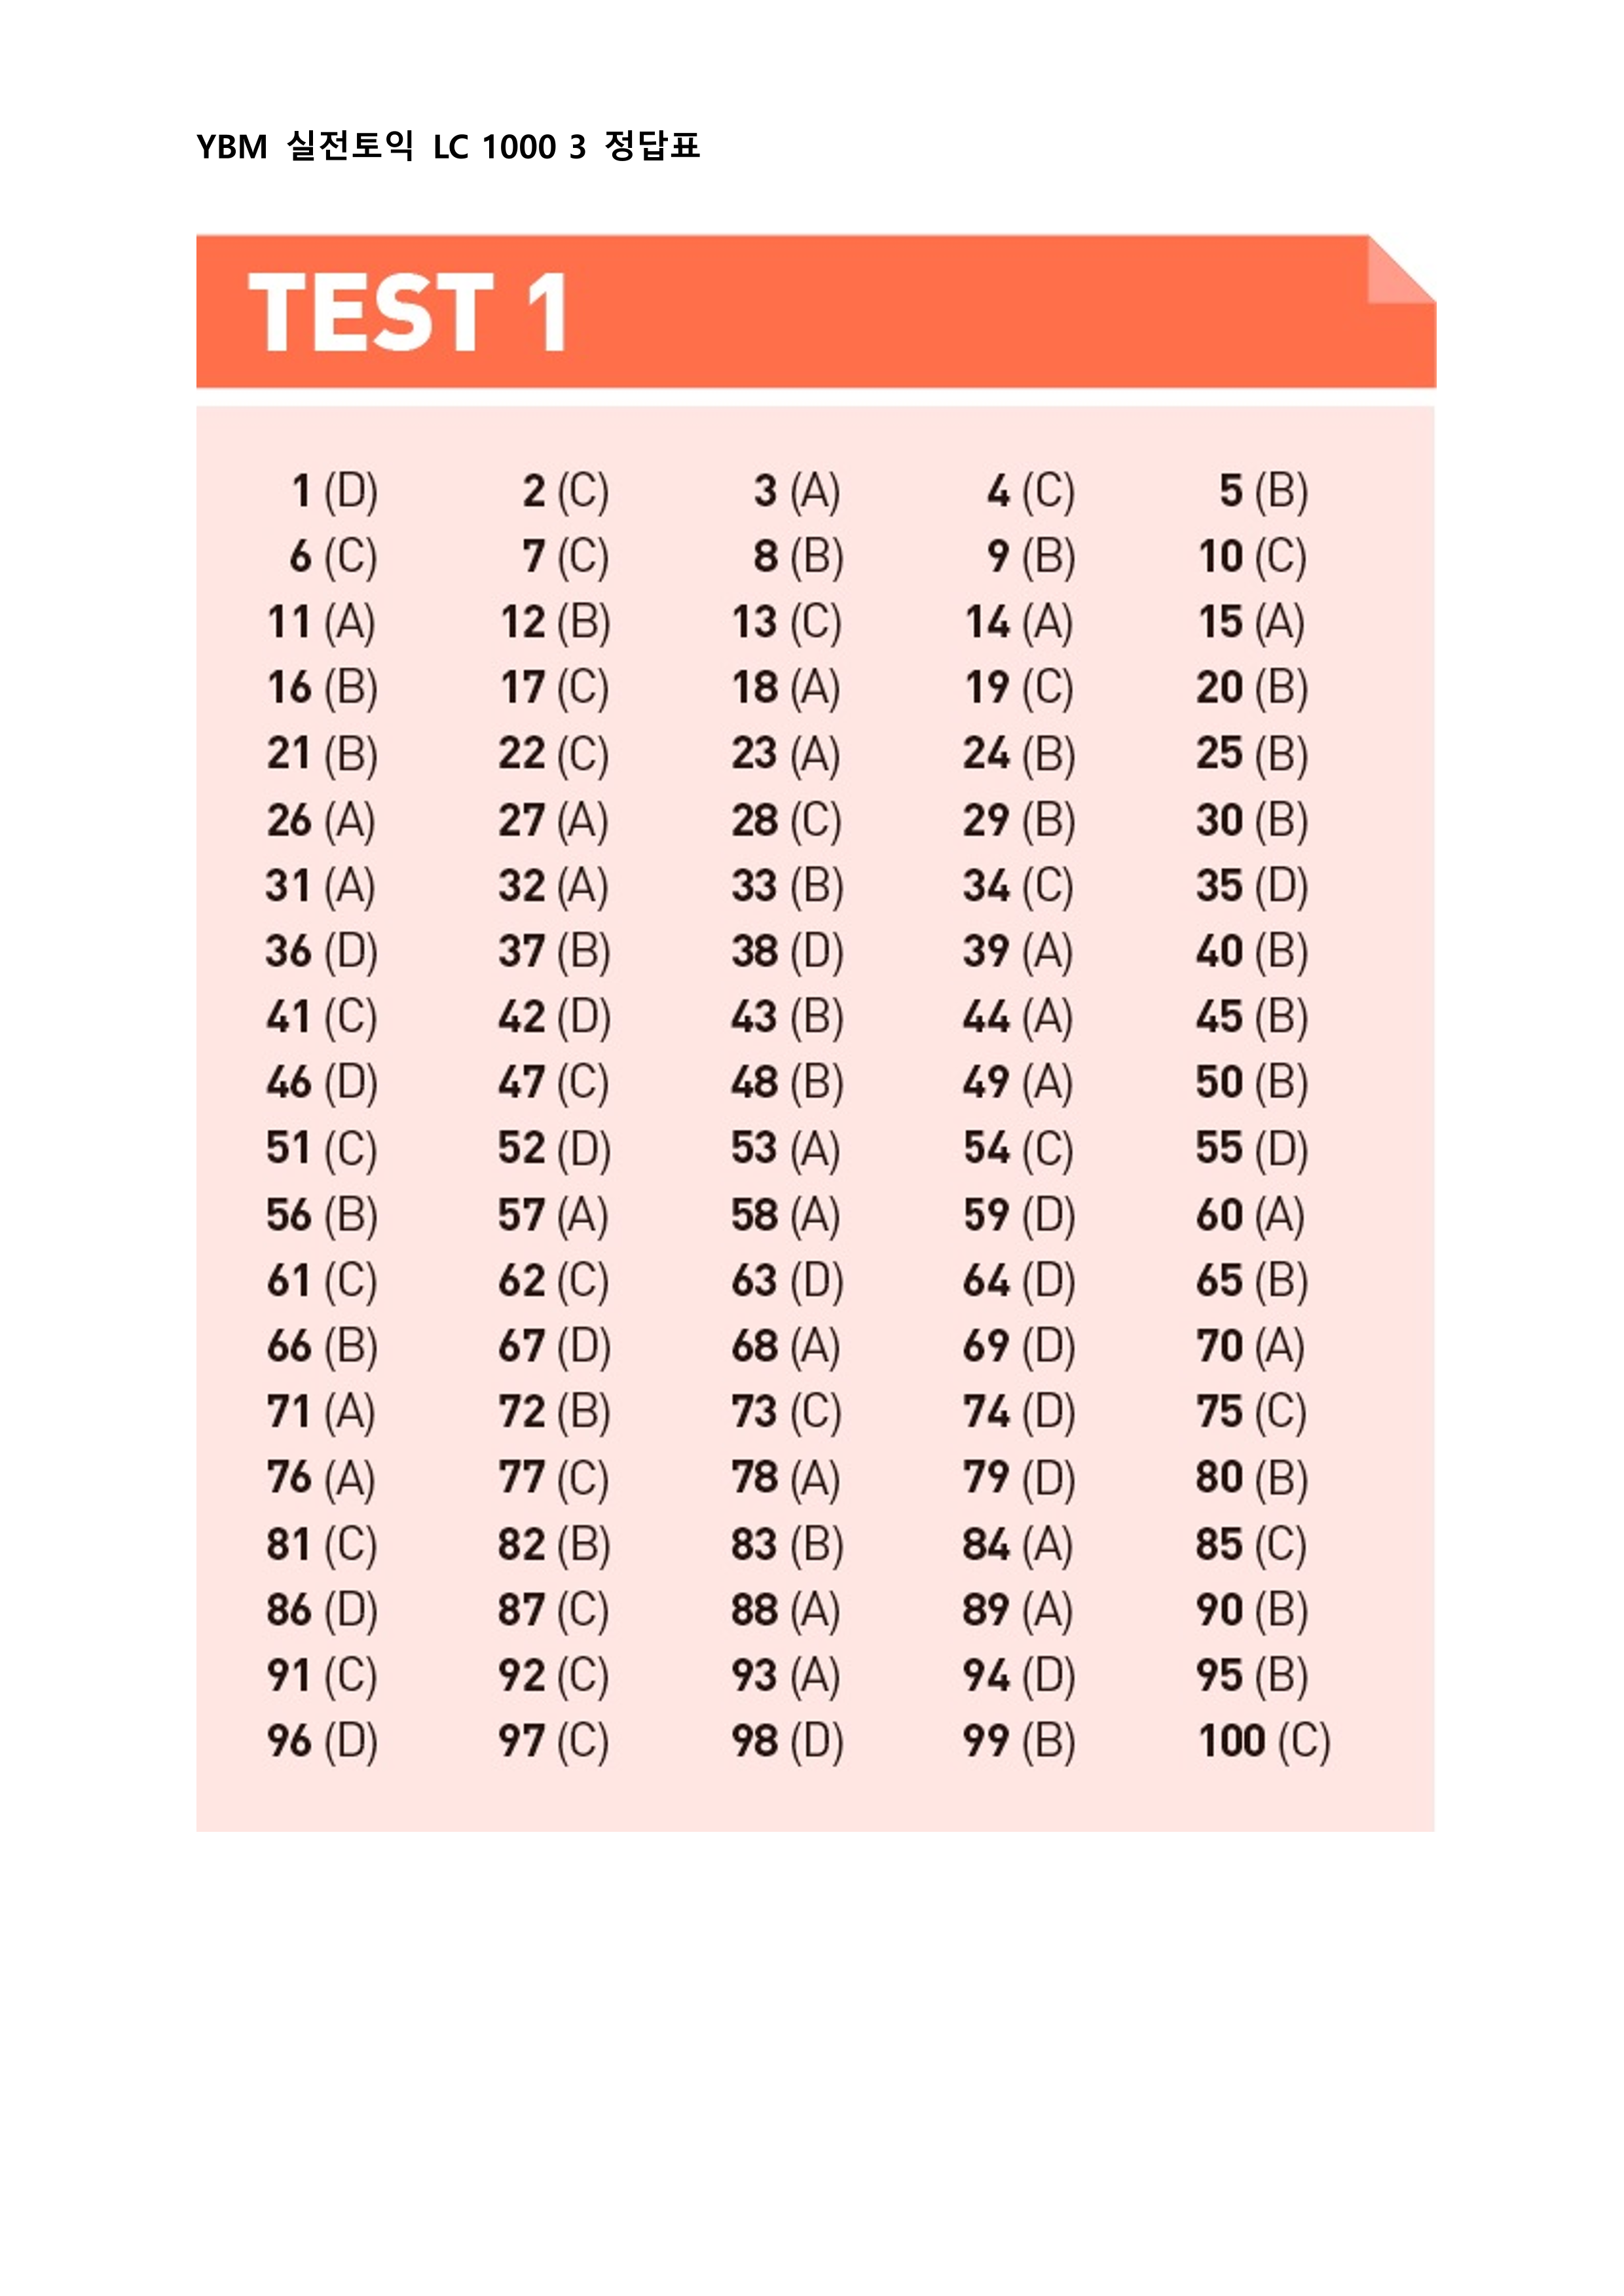 YBM 실전토익 LC 1000 3 정답표
TEST 1
1 (D) 2 (C) 3 (A) 4 (C) 5 (B)
6 (C) 7 (C) 8 (B) 9 (B) 10 (C)
11 (A) 12 (B) 13 (C) 14 (A) 15 (A)
16 (B) 17 (C) 18 (A) 19 (C) 20 (B)
21 (B) 22 (C) 23 (A) 24 (B) 25 (B)
26 (A) 27 (A) 28 (C) 29 (B) 30 (B)
31 (A) 32 (A) 33 (B) 34 (C) 35 (D)
36 (D) 37 (B) 38 (D) 39 (A) 40 (B)
41 (C) 42 (D) 43 (B) 44 (A) 45 (B)
46 (D) 47 (C) 48 (B) 49 (A) 50 (B)
51 (C) 52 (D) 53 (A) 54 (C) 55 (D)
56 (B) 57 (A) 58 (A) 59 (D) 60 (A)
61 (C) 62 (C) 63 (D) 64 (D) 65 (B)
66 (B) 67 (D) 68 (A) 69 (D) 70 (A)
71 (A) 72 (B) 73 (C) 74 (D) 75 (C)
76 (A) 77 (C) 78 (A) 79 (D) 80 (B)
81 (C) 82 (B) 83 (B) 84 (A) 85 (C)
86 (D) 87 (C) 88 (A) 89 (A) 90 (B)
91 (C) 92 (C) 93 (A) 94 (D) 95 (B)
96 (D) 97 (C) 98 (D) 99 (B) 100 (C)